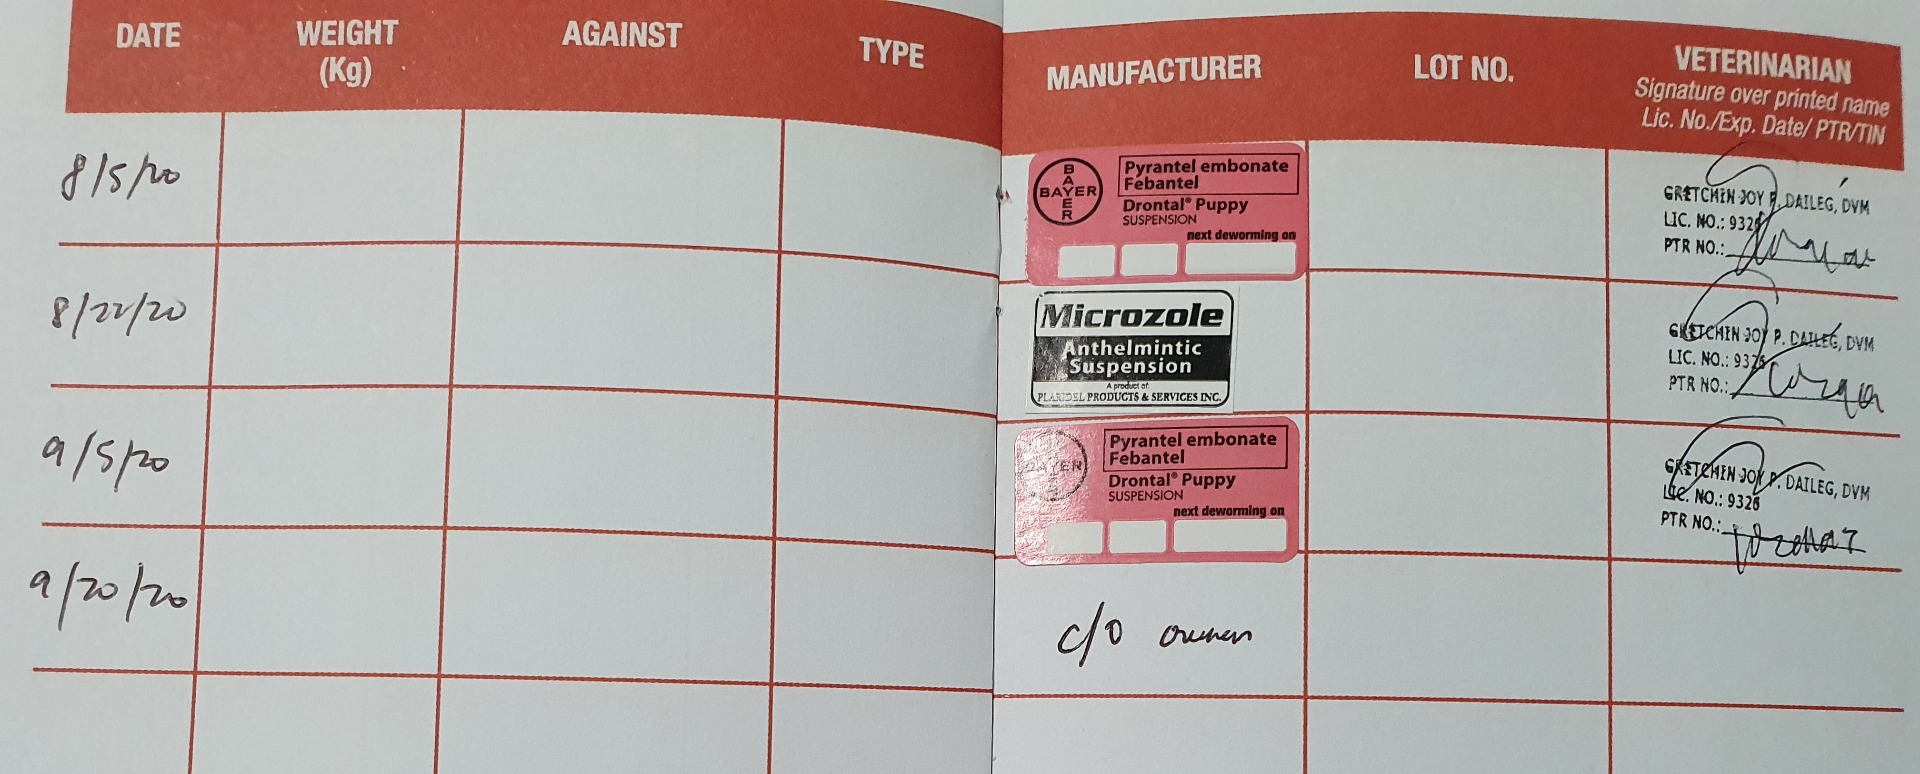 DATE
WEIGHT
(Kg)
AGAINST
TYPE
MANUFACTURER
LOT NO.
VETERINARIAN
Signature over printed name
Lic. No./Exp. Date/ PTR/TIN
8/5/20
BAYER
BAYER
Pyrantel embonate
Febantel
Drontal® Puppy
SUSPENSION
next deworming on
GRETCHIN JOY P. DAILEG, DVM
LIC. NO.: 9326
PTR NO.:
8/22/20
Microzole
Anthelmintic
Suspension
A product of:
PLARIDEL PRODUCTS & SERVICES INC.
GRETCHIN JOY P. DAILEG, DVM
LIC. NO.: 9326
PTR NO.:
9/5/20
BAYER
BAYER
Pyrantel embonate
Febantel
Drontal® Puppy
SUSPENSION
next deworming on
GRETCHIN JOY P. DAILEG, DVM
LIC. NO.: 9326
PTR NO.:
9/20/20
c/o owner